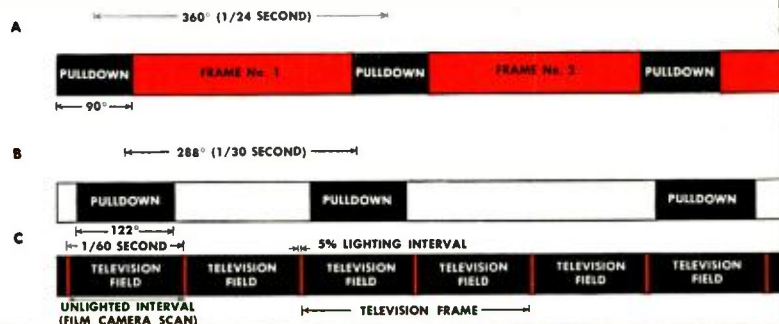 360° (1/24 SECOND)
A
PULLDOWN FRAME No. 1 PULLDOWN FRAME No. 2 PULLDOWN
90°
B
288° (1/30 SECOND)
PULLDOWN PULLDOWN PULLDOWN
122°
C
1/60 SECOND 5% LIGHTING INTERVAL
TELEVISION TELEVISION TELEVISION TELEVISION TELEVISION TELEVISION
FIELD FIELD FIELD FIELD FIELD FIELD
UNLIGHTED INTERVAL TELEVISION FRAME
(FILM CAMERA SCAN)